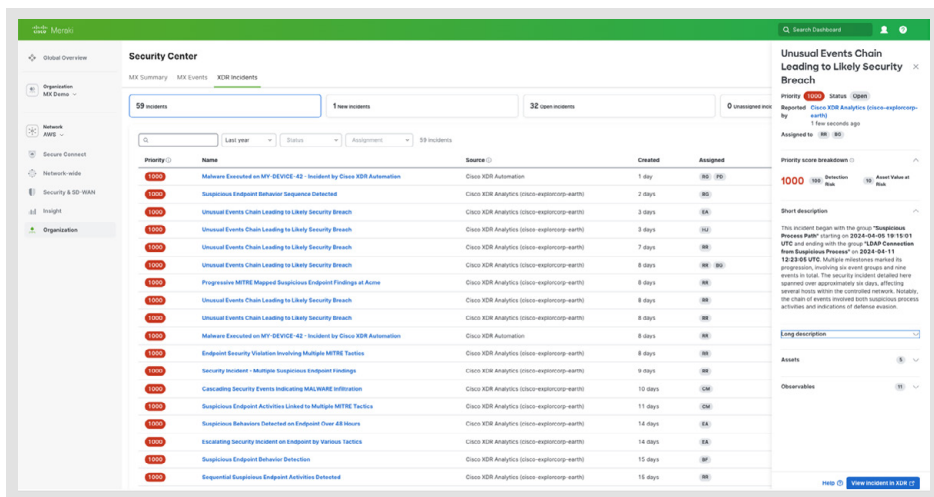 cisco Meraki
Search Dashboard
Global Overview
Organization
MX Demo
Network
AWS
Secure Connect
Network-wide
Security & SD-WAN
Insight
Organization
Security Center
MX Summary MX Events XDR Incidents
59 incidents
1 new incidents
32 open incidents
0 unassigned
Last year Status Assignment 59 incidents
Priority Name Source Created Assigned
1000 Malware Executed on MY-DEVICE-42 - Incident by Cisco XDR Automation Cisco XDR Automation 1 day RG PD
1000 Suspicious Endpoint Behavior Sequence Detected Cisco XDR Analytics (cisco-explorcorp-earth) 2 days BG
1000 Unusual Events Chain Leading to Likely Security Breach Cisco XDR Analytics (cisco-explorcorp-earth) 3 days EA
1000 Unusual Events Chain Leading to Likely Security Breach Cisco XDR Analytics (cisco-explorcorp-earth) 3 days HJ
1000 Unusual Events Chain Leading to Likely Security Breach Cisco XDR Analytics (cisco-explorcorp-earth) 7 days RR
1000 Unusual Events Chain Leading to Likely Security Breach Cisco XDR Analytics (cisco-explorcorp-earth) 8 days RR BG
1000 Progressive MITRE Mapped Suspicious Endpoint Findings at Acme Cisco XDR Analytics (cisco-explorcorp-earth) 8 days RR
1000 Unusual Events Chain Leading to Likely Security Breach Cisco XDR Analytics (cisco-explorcorp-earth) 8 days RR
1000 Unusual Events Chain Leading to Likely Security Breach Cisco XDR Analytics (cisco-explorcorp-earth) 8 days RR
1000 Malware Executed on MY-DEVICE-42 - Incident by Cisco XDR Automation Cisco XDR Automation 8 days RR
1000 Endpoint Security Violation Involving Multiple MITRE Tactics Cisco XDR Analytics (cisco-explorcorp-earth) 8 days RR
1000 Security Incident - Multiple Suspicious Endpoint Findings Cisco XDR Analytics (cisco-explorcorp-earth) 9 days RR
1000 Cascading Security Events Indicating MALWARE Infiltration Cisco XDR Analytics (cisco-explorcorp-earth) 10 days CM
1000 Suspicious Endpoint Activities Linked to Multiple MITRE Tactics Cisco XDR Analytics (cisco-explorcorp-earth) 11 days CM
1000 Suspicious Behaviors Detected on Endpoint Over 48 Hours Cisco XDR Analytics (cisco-explorcorp-earth) 14 days EA
1000 Escalating Security Incident on Endpoint by Various Tactics Cisco XDR Analytics (cisco-explorcorp-earth) 14 days EA
1000 Suspicious Endpoint Behavior Detection Cisco XDR Analytics (cisco-explorcorp-earth) 15 days BF
1000 Sequential Suspicious Endpoint Activities Detected Cisco XDR Analytics (cisco-explorcorp-earth) 15 days RR
Unusual Events Chain
Leading to Likely Security
Breach
Priority 1000 Status Open
Reported Cisco XDR Analytics (cisco-explorcorp-
by earth)
1 few seconds ago
Assigned to RR BG
Priority score breakdown
1000 100 Detection Risk 10 Asset Value at Risk
Short description
This incident began with the group "Suspicious
Process Path" starting on 2024-04-05 19:15:01
UTC and ending with the group "LDAP Connection
from Suspicious Process" on 2024-04-11
12:23:05 UTC. Multiple milestones marked its
progression, involving six event groups and nine
events in total. The security incident detailed here
spanned over approximately six days, affecting
several hosts within the controlled network. Notably,
the chain of events involved both suspicious process
activities and indications of defense evasion.
Long description
Assets 5
Observables 11
Help View Incident in XDR